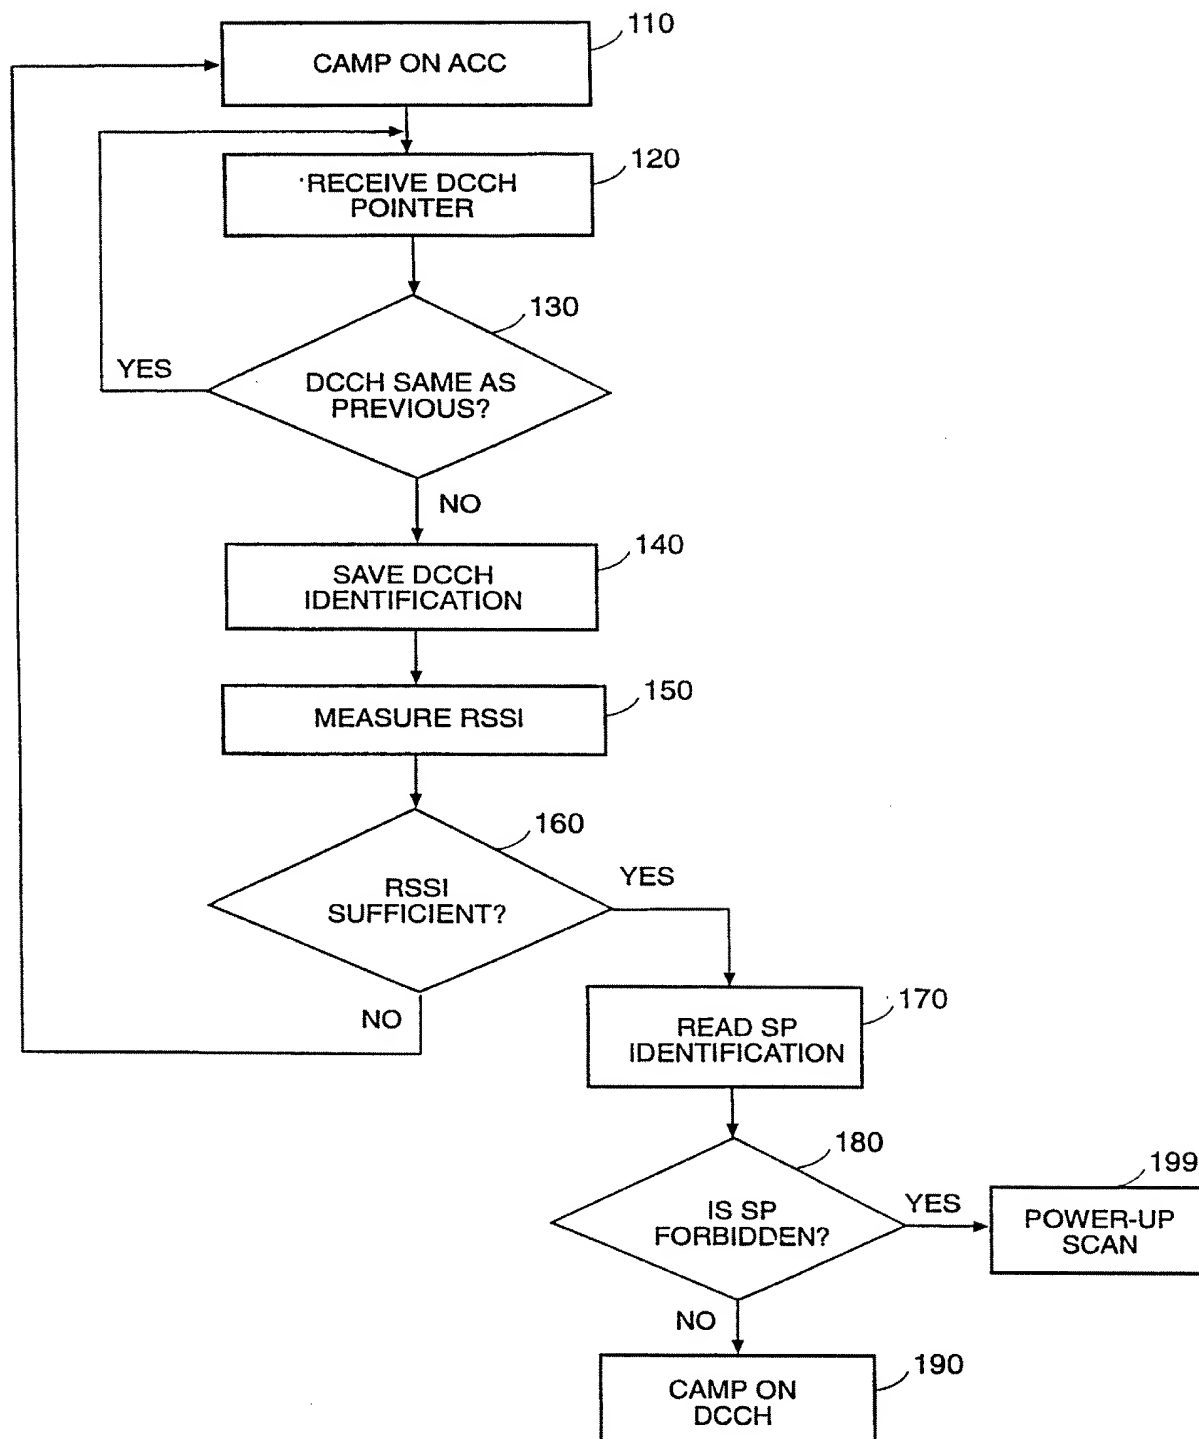 110
CAMP ON ACC
120
RECEIVE DCCH
POINTER
130
YES
DCCH SAME AS
PREVIOUS?
NO
140
SAVE DCCH
IDENTIFICATION
150
MEASURE RSSI
160
YES
RSSI
SUFFICIENT?
NO
170
READ SP
IDENTIFICATION
180
199
YES
IS SP
FORBIDDEN?
POWER-UP
SCAN
NO
190
CAMP ON
DCCH